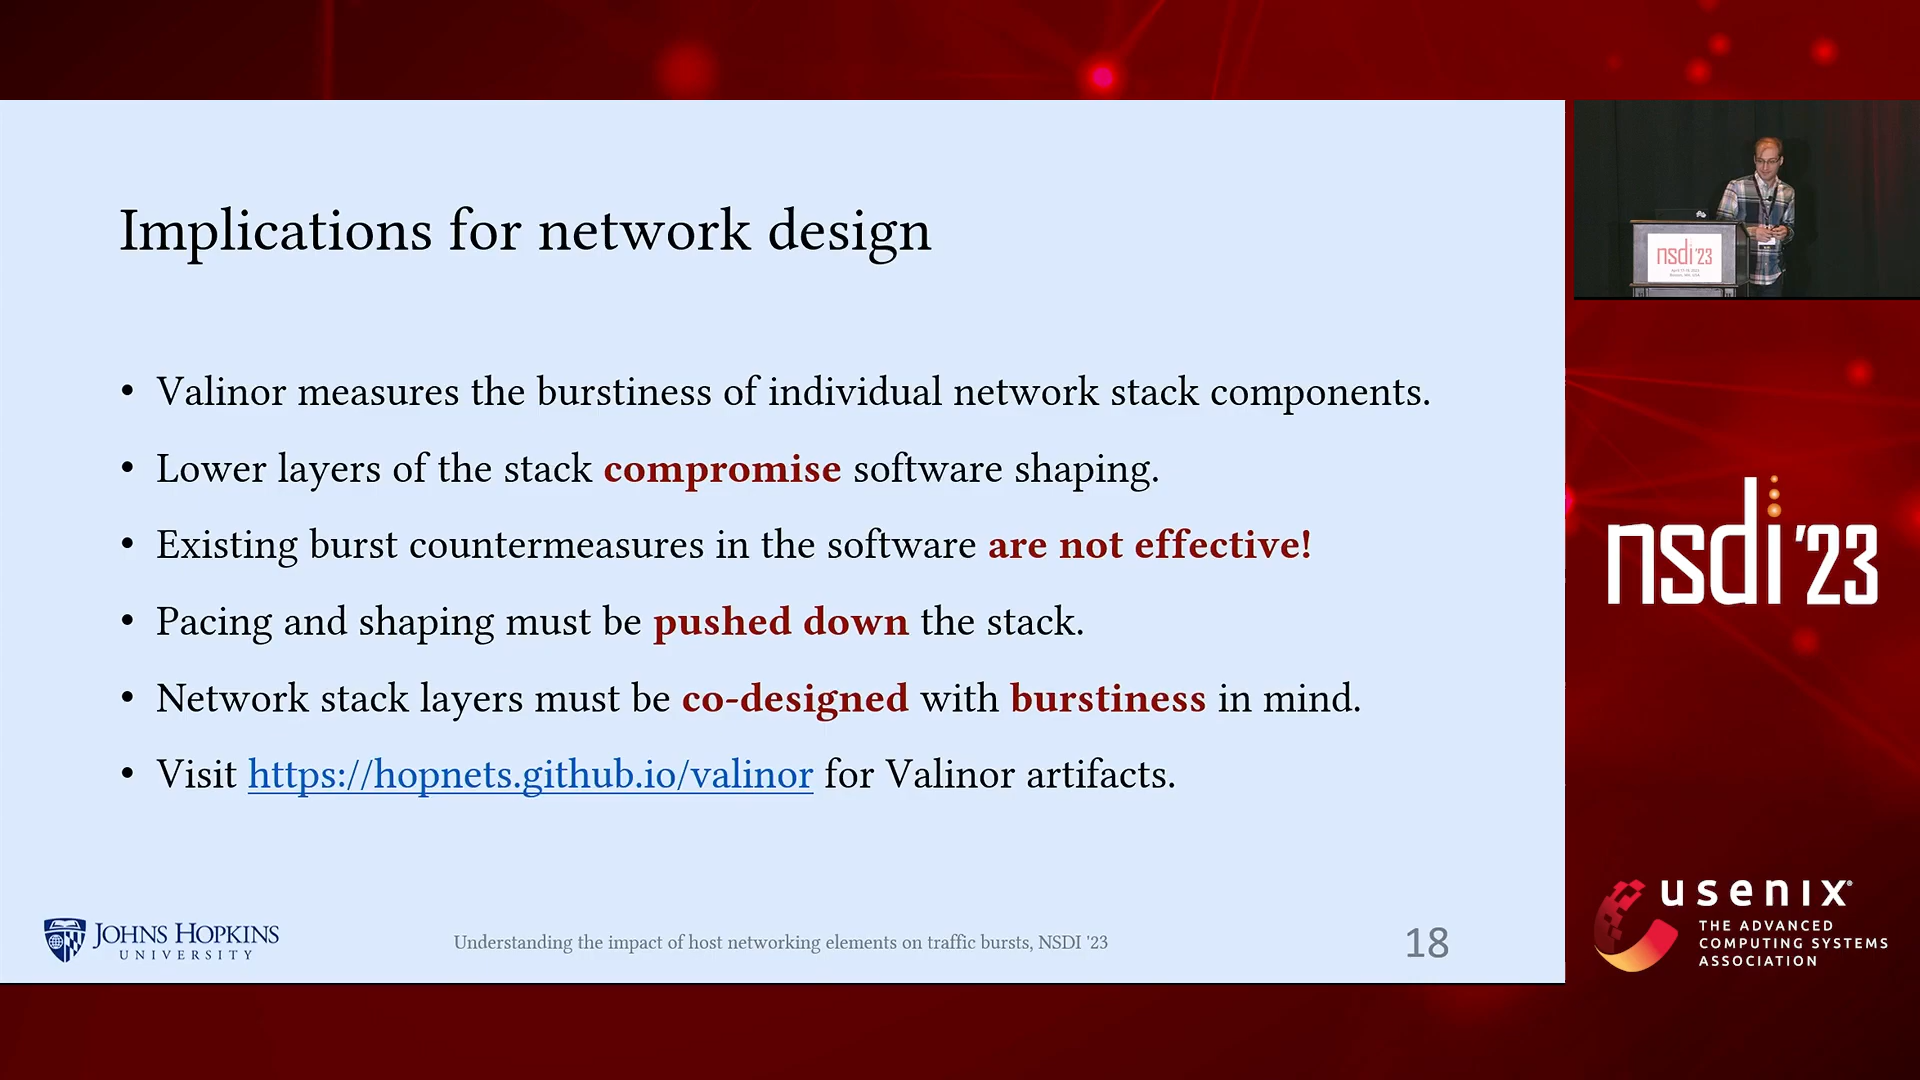 Implications for network design
• Valinor measures the burstiness of individual network stack components.
• Lower layers of the stack compromise software shaping.
• Existing burst countermeasures in the software are not effective!
• Pacing and shaping must be pushed down the stack.
• Network stack layers must be co-designed with burstiness in mind.
• Visit https://hopnets.github.io/valinor for Valinor artifacts.
JOHNS HOPKINS
UNIVERSITY
Understanding the impact of host networking elements on traffic bursts, NSDI '23
18
nsdi '23
nsdi '23
usenix®
THE ADVANCED
COMPUTING SYSTEMS
ASSOCIATION